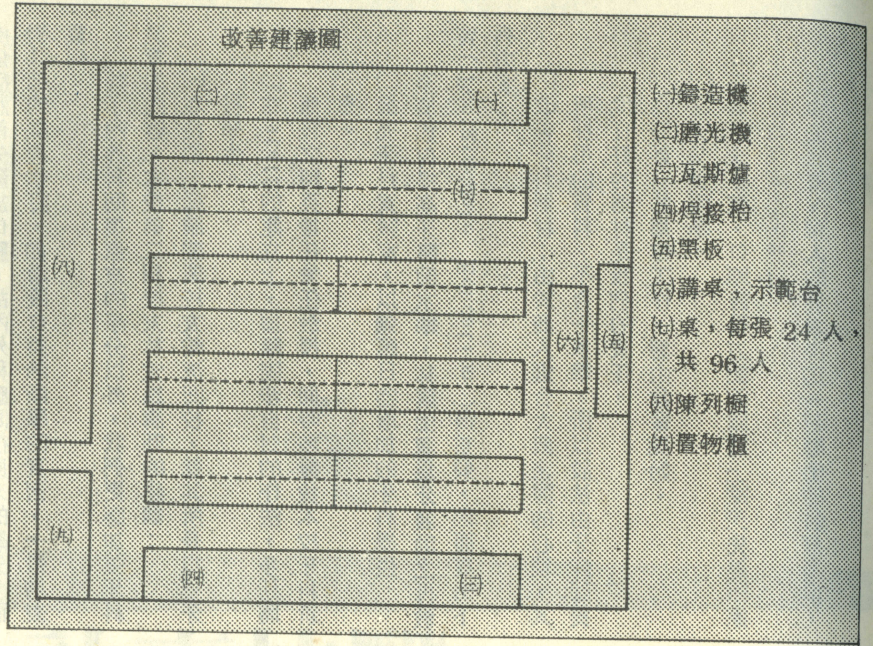 改善建議圖
㈡
㈠
㈦
㈧
㈥
㈤
㈨
㈣
㈢
㈠鍛造機
㈡磨光機
㈢瓦斯爐
㈣焊接枱
㈤黑板
㈥講桌，示範台
㈦桌，每張 24 人，
共 96 人
㈧陳列櫥
㈨置物櫃